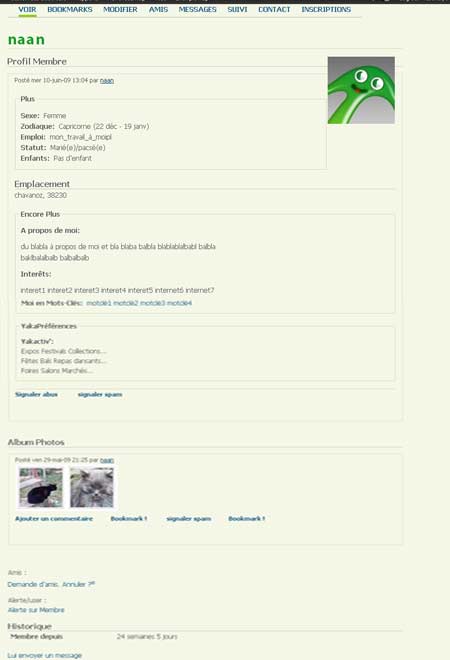 VOIR BOOKMARKS MODIFIER AMIS MESSAGES SUIVI CONTACT INSCRIPTIONS
naan
Profil Membre
Posté mer 10-juin-09 13:04 par naan
Plus
Sexe: Femme
Zodiaque: Capricorne (22 déc - 19 janv)
Emploi: mon_travail_à_moipl
Statut: Marié(e)/pacsé(e)
Enfants: Pas d'enfant
Emplacement
chavanoz, 38230
Encore Plus
A propos de moi:
du blabla à propos de moi et bla blaba balbla blablablabalbl balbla
baklbalalbalb balbalbalb
Interêts:
interet1 interet2 interet3 interet4 interet5 internet6 internet7
Moi en Mots-Clés: motclé1 motclé2 motclé3 motclé4
YakaPréférences
Yakactiv':
Expos Festivals Collections...
Fêtes Bals Repas dansants...
Foires Salons Marchés...
Signaler abus signaler spam
Album Photos
Posté ven 29-mai-09 21:25 par naan
Ajouter un commentaire Bookmark ! signaler spam Bookmark !
Amis :
Demande d'amis. Annuler ?
Alerte/user :
Alerte sur Membre
Historique
Membre depuis 24 semaines 5 jours
Lui envoyer un message